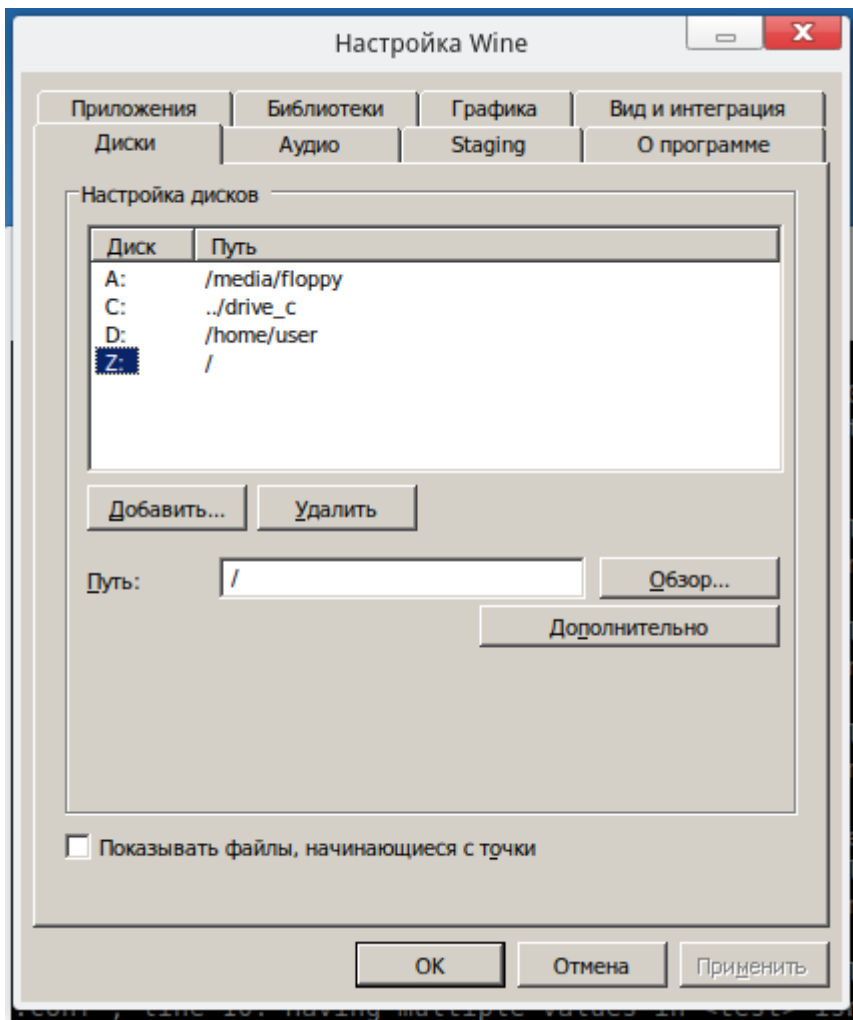 Настройка Wine
Приложения Библиотеки Графика Вид и интеграция
Диски Аудио Staging О программе
Настройка дисков
Диск Путь
A: /media/floppy
C: ../drive_c
D: /home/user
Z: /
Добавить... Удалить
Путь: / Обзор...
Дополнительно
Показывать файлы, начинающиеся с точки
OK Отмена Применить